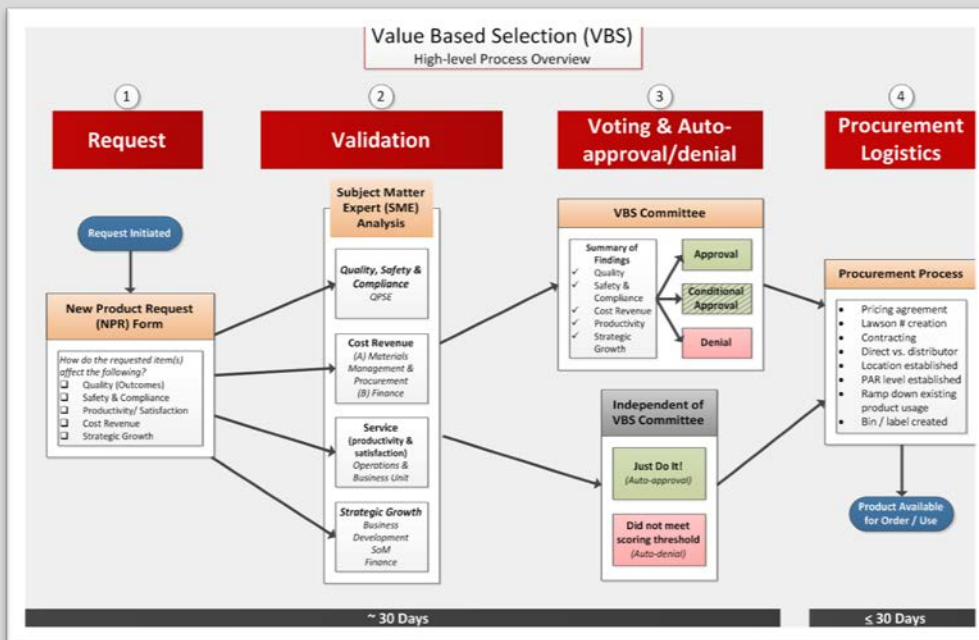 Value Based Selection (VBS)
High-level Process Overview
1
Request
Request Initiated
New Product Request
(NPR) Form
How do the requested item(s)
affect the following?
Quality (Outcomes)
Safety & Compliance
Productivity/ Satisfaction
Cost Revenue
Strategic Growth
2
Validation
Subject Matter
Expert (SME)
Analysis
Quality, Safety &
Compliance
QPSE
Cost Revenue
(A) Materials
Management &
Procurement
(B) Finance
Service
(productivity &
satisfaction)
Operations &
Business Unit
Strategic Growth
Business
Development
SoM
Finance
3
Voting & Auto-
approval/denial
VBS Committee
Summary of
Findings
Quality
Safety &
Compliance
Cost Revenue
Productivity
Strategic
Growth
Approval
Conditional
Approval
Denial
Independent of
VBS Committee
Just Do It!
(Auto-approval)
Did not meet
scoring threshold
(Auto-denial)
4
Procurement
Logistics
Procurement Process
Pricing agreement
Lawson # creation
Contracting
Direct vs. distributor
Location established
PAR level established
Ramp down existing
product usage
Bin / label created
Product Available
for Order / Use
~ 30 Days
≤ 30 Days